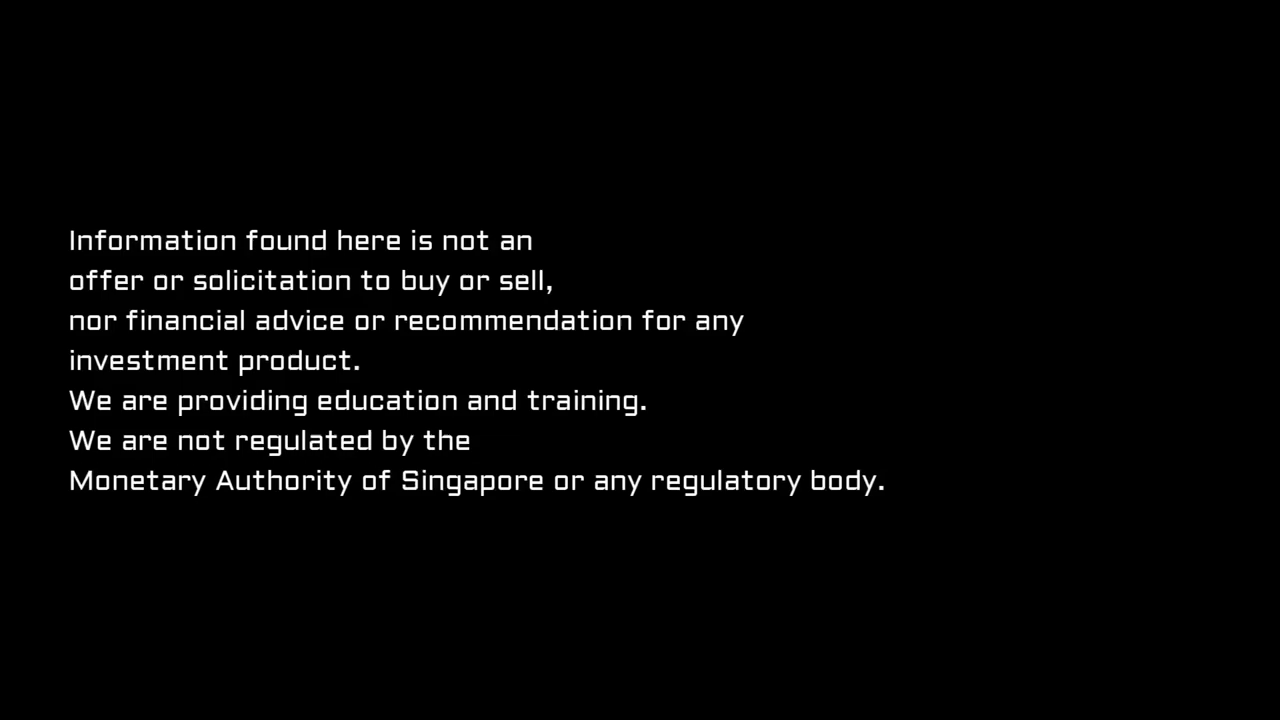 Information found here is not an
offer or solicitation to buy or sell,
nor financial advice or recommendation for any
investment product.
We are providing education and training.
We are not regulated by the
Monetary Authority of Singapore or any regulatory body.